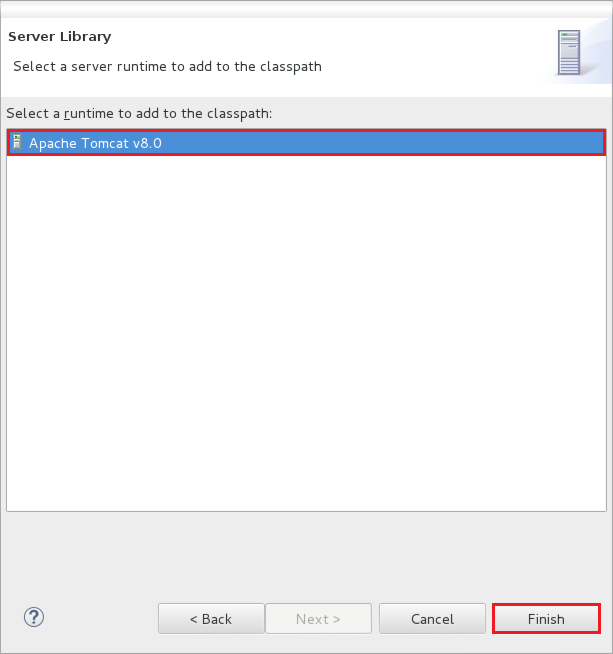 Server Library
Select a server runtime to add to the classpath
Select a runtime to add to the classpath:
Apache Tomcat v8.0
?
< Back
Next >
Cancel
Finish